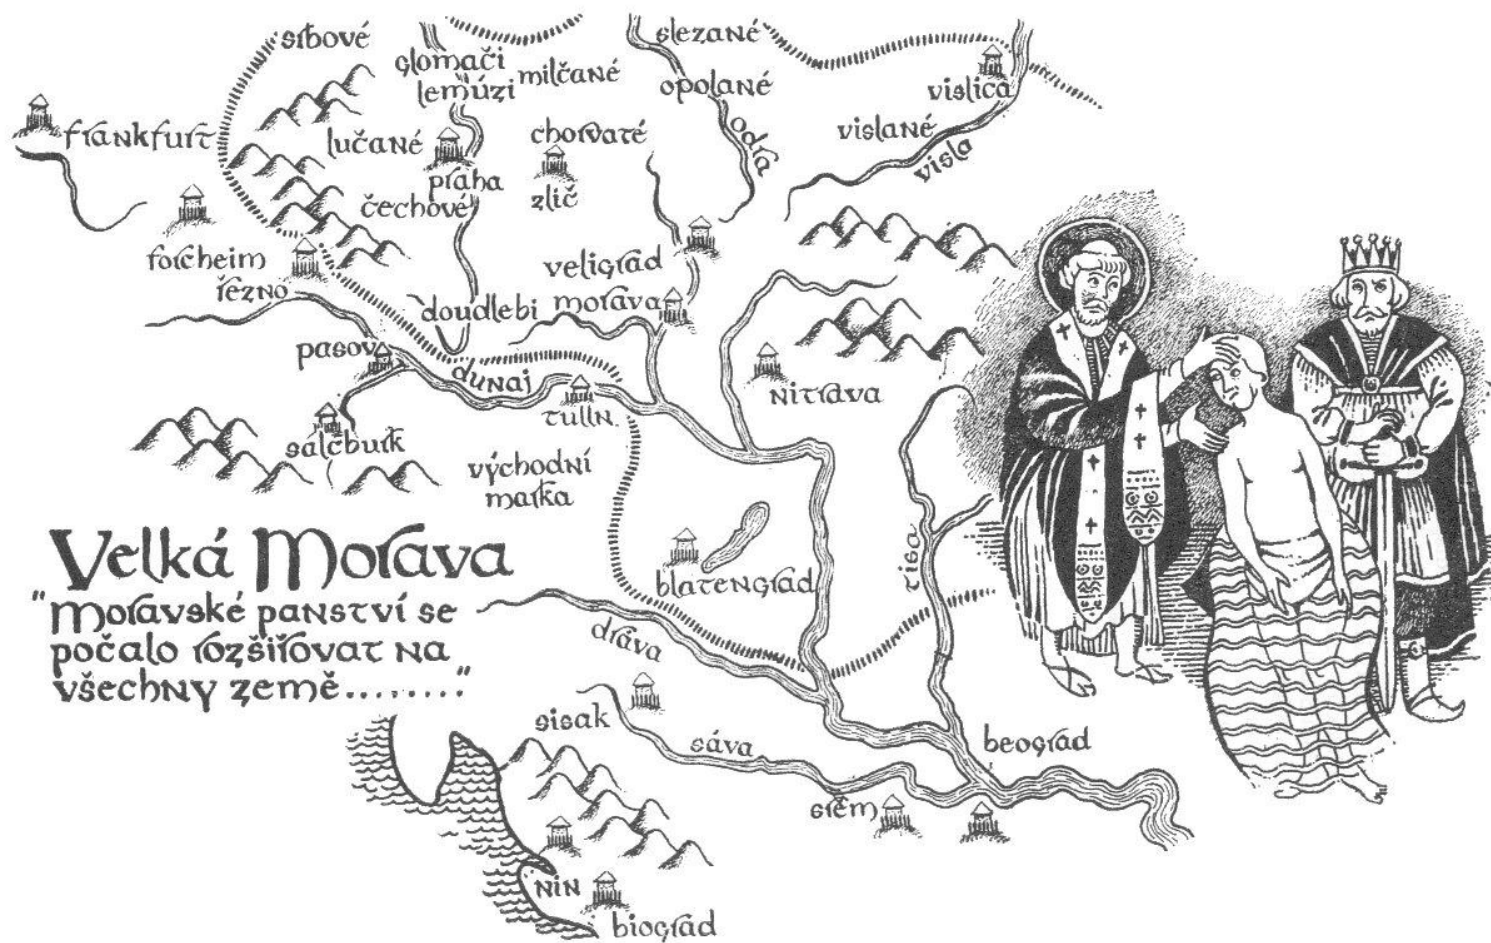 srbové
glomači
lemúzi
milčané
slezané
opolané
vislica
frankfurt
lučané
chorvaté
odra
vislané
visla
praha
zlič
čechové
forcheim
řezno
veligrad
morava
doudlebi
pasov
dunaj
tulln
nitrava
salcburk
východní
marka
Velká Morava
"Moravské panství se
počalo rozšiřovat na
všechny země........"
blatengrad
tisa
dráva
sisak
sáva
beograd
srěm
nin
biograd